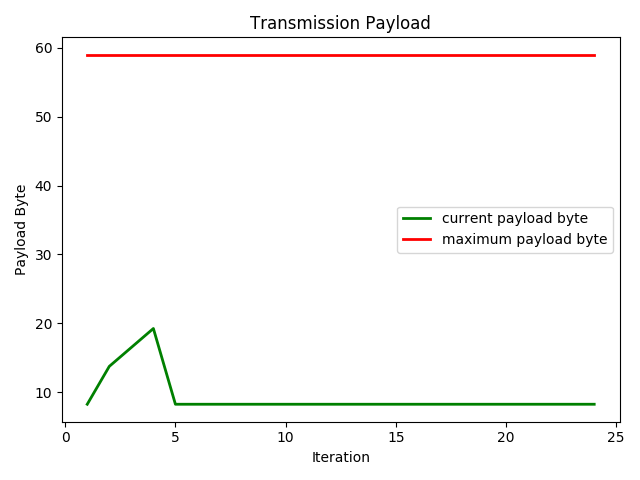 Transmission Payload
60
50
40
30
20
10
Payload Byte
current payload byte
maximum payload byte
0 5 10 15 20 25
Iteration